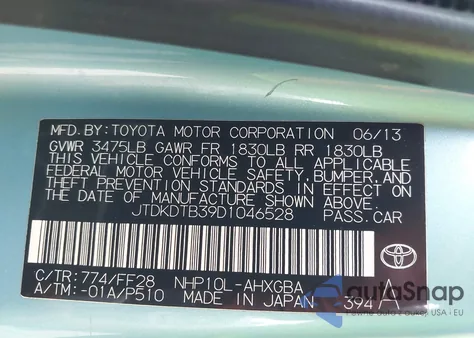 MFD.BY:TOYOTA MOTOR CORPORATION 06/13
GVWR 3475LB GAWR FR 1830LB RR 1830LB
THIS VEHICLE CONFORMS TO ALL APPLICABLE
FEDERAL MOTOR VEHICLE SAFETY,BUMPER,AND
THEFT PREVENTION STANDARDS IN EFFECT ON
THE DATE OF MANUFACTURE SHOWN ABOVE.
JTDKDTB39D1046528 PASS.CAR
C/TR:774/FF28 NHP10L-AHXGBA
A/TM:-01A/P510 MADE IN JAPAN 394 A
TOYOTA
autoSnap